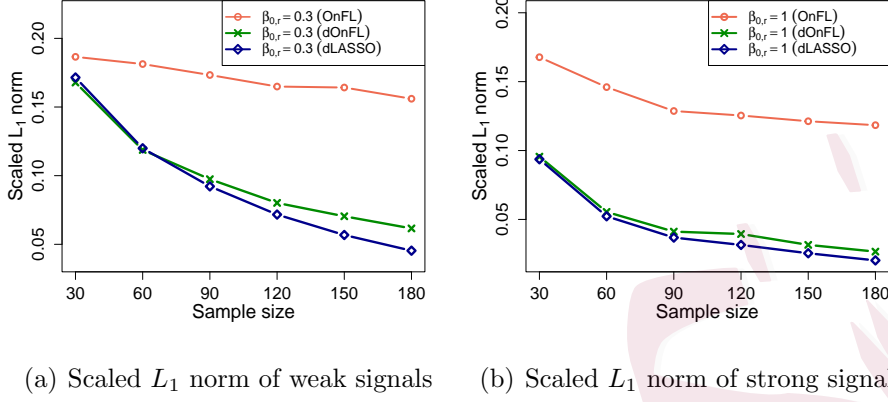 β0,r = 0.3 (OnFL)
β0,r = 0.3 (dOnFL)
β0,r = 0.3 (dLASSO)
0.20
0.15
0.10
0.05
Scaled L1 norm
30 60 90 120 150 180
Sample size
(a) Scaled L1 norm of weak signals
β0,r = 1 (OnFL)
β0,r = 1 (dOnFL)
β0,r = 1 (dLASSO)
0.20
0.15
0.10
0.05
Scaled L1 norm
30 60 90 120 150 180
Sample size
(b) Scaled L1 norm of strong signal